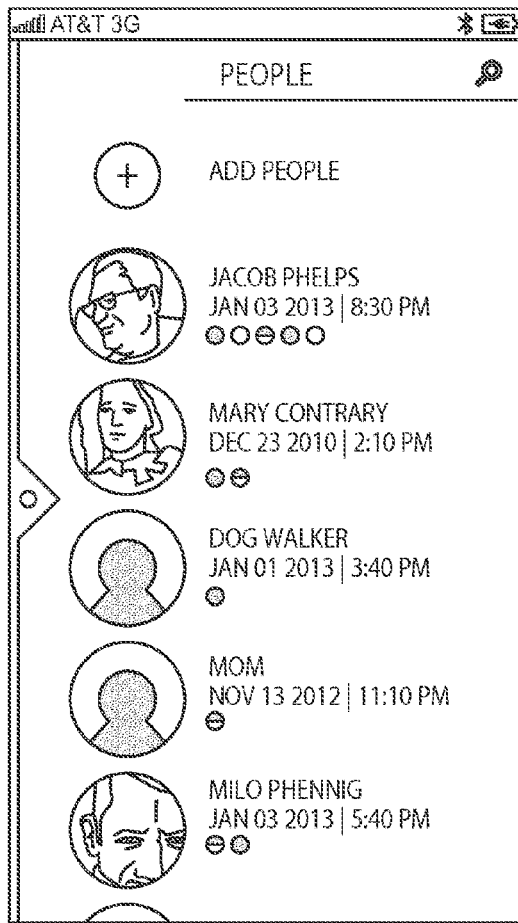 AT&T 3G
PEOPLE
ADD PEOPLE
JACOB PHELPS
JAN 03 2013 | 8:30 PM
MARY CONTRARY
DEC 23 2010 | 2:10 PM
DOG WALKER
JAN 01 2013 | 3:40 PM
MOM
NOV 13 2012 | 11:10 PM
MILO PHENNIG
JAN 03 2013 | 5:40 PM